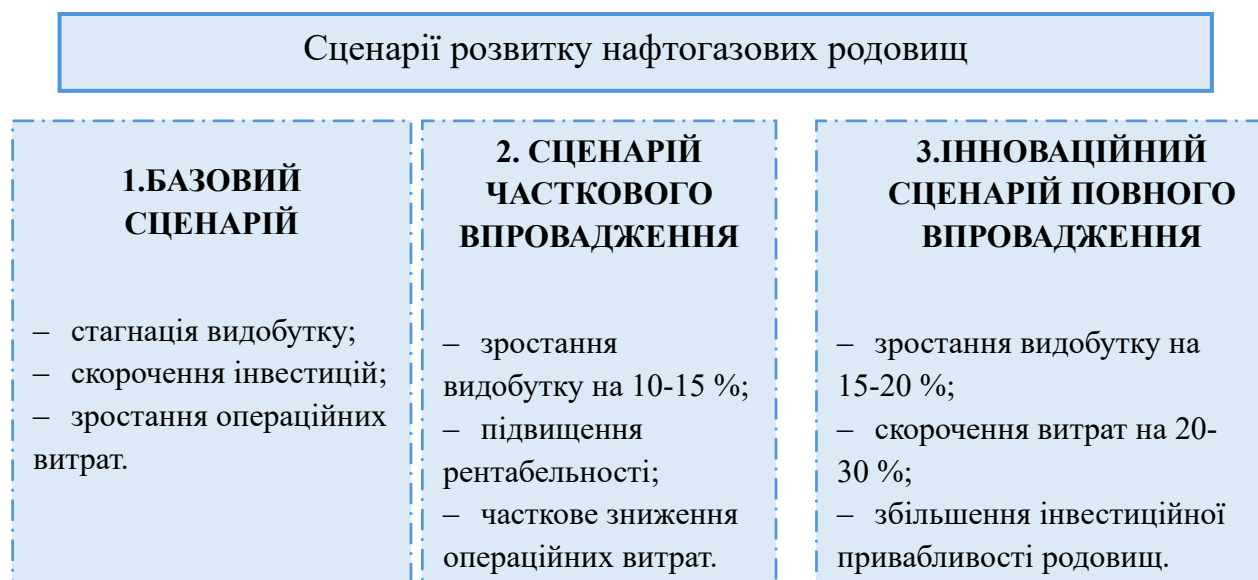 Сценарії розвитку нафтогазових родовищ
1.БАЗОВИЙ
СЦЕНАРІЙ
– стагнація видобутку;
– скорочення інвестицій;
– зростання операційних
витрат.
2. СЦЕНАРІЙ
ЧАСТКОВОГО
ВПРОВАДЖЕННЯ
– зростання
видобутку на 10-15 %;
– підвищення
рентабельності;
– часткове зниження
операційних витрат.
3.ІННОВАЦІЙНИЙ
СЦЕНАРІЙ ПОВНОГО
ВПРОВАДЖЕННЯ
– зростання видобутку на
15-20 %;
– скорочення витрат на 20-
30 %;
– збільшення інвестиційної
привабливості родовищ.